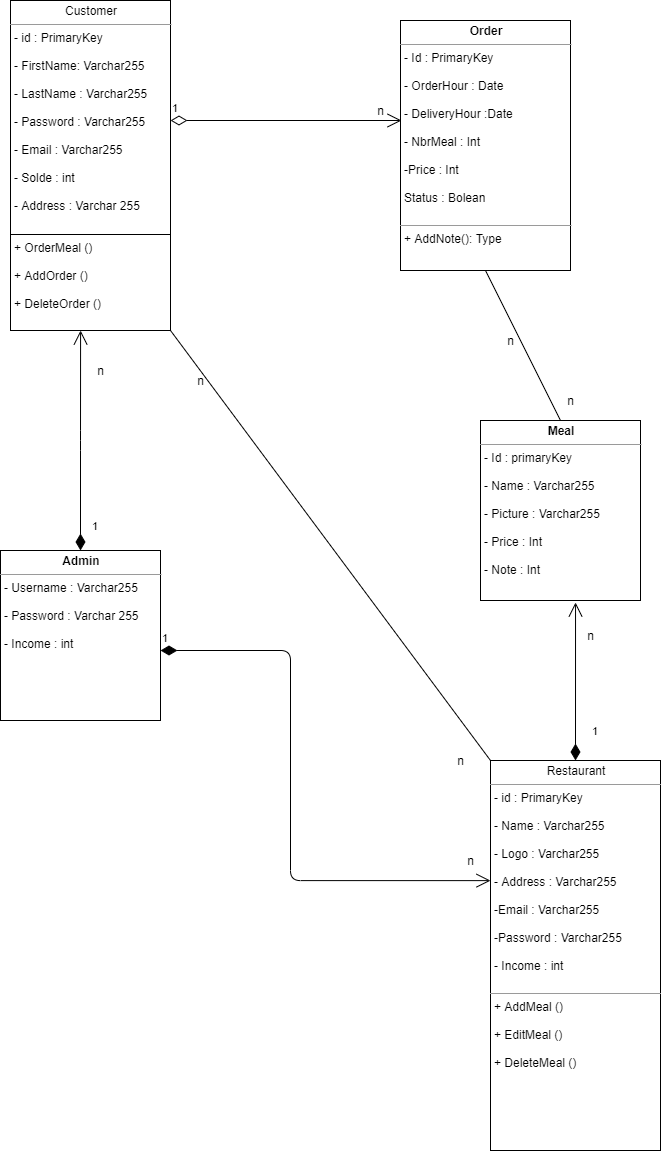 Customer
- id : PrimaryKey
- FirstName: Varchar255
- LastName : Varchar255
- Password : Varchar255
- Email : Varchar255
- Solde : int
- Address : Varchar 255
+ OrderMeal ()
+ AddOrder ()
+ DeleteOrder ()
1
n
Order
- Id : PrimaryKey
- OrderHour : Date
- DeliveryHour :Date
- NbrMeal : Int
-Price : Int
Status : Bolean
+ AddNote(): Type
n
n
n
n
Meal
- Id : primaryKey
- Name : Varchar255
- Picture : Varchar255
- Price : Int
- Note : Int
1
Admin
- Username : Varchar255
- Password : Varchar 255
- Income : int
1
n
1
n
n
Restaurant
- id : PrimaryKey
- Name : Varchar255
- Logo : Varchar255
- Address : Varchar255
-Email : Varchar255
-Password : Varchar255
- Income : int
+ AddMeal ()
+ EditMeal ()
+ DeleteMeal ()